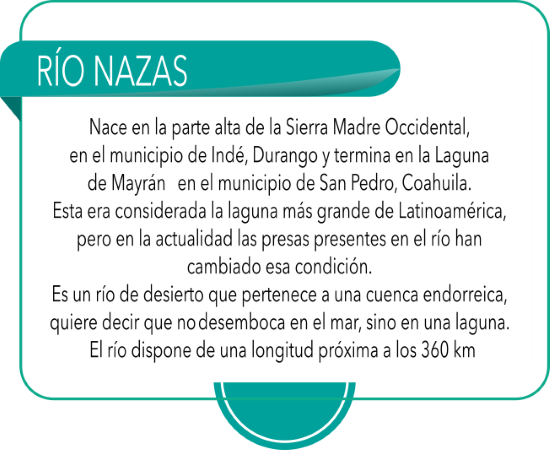 RÍO NAZAS
Nace en la parte alta de la Sierra Madre Occidental,
en el municipio de Indé, Durango y termina en la Laguna
de Mayrán en el municipio de San Pedro, Coahuila.
Esta era considerada la laguna más grande de Latinoamérica,
pero en la actualidad las presas presentes en el río han
cambiado esa condición.
Es un río de desierto que pertenece a una cuenca endorreica,
quiere decir que no desemboca en el mar, sino en una laguna.
El río dispone de una longitud próxima a los 360 km